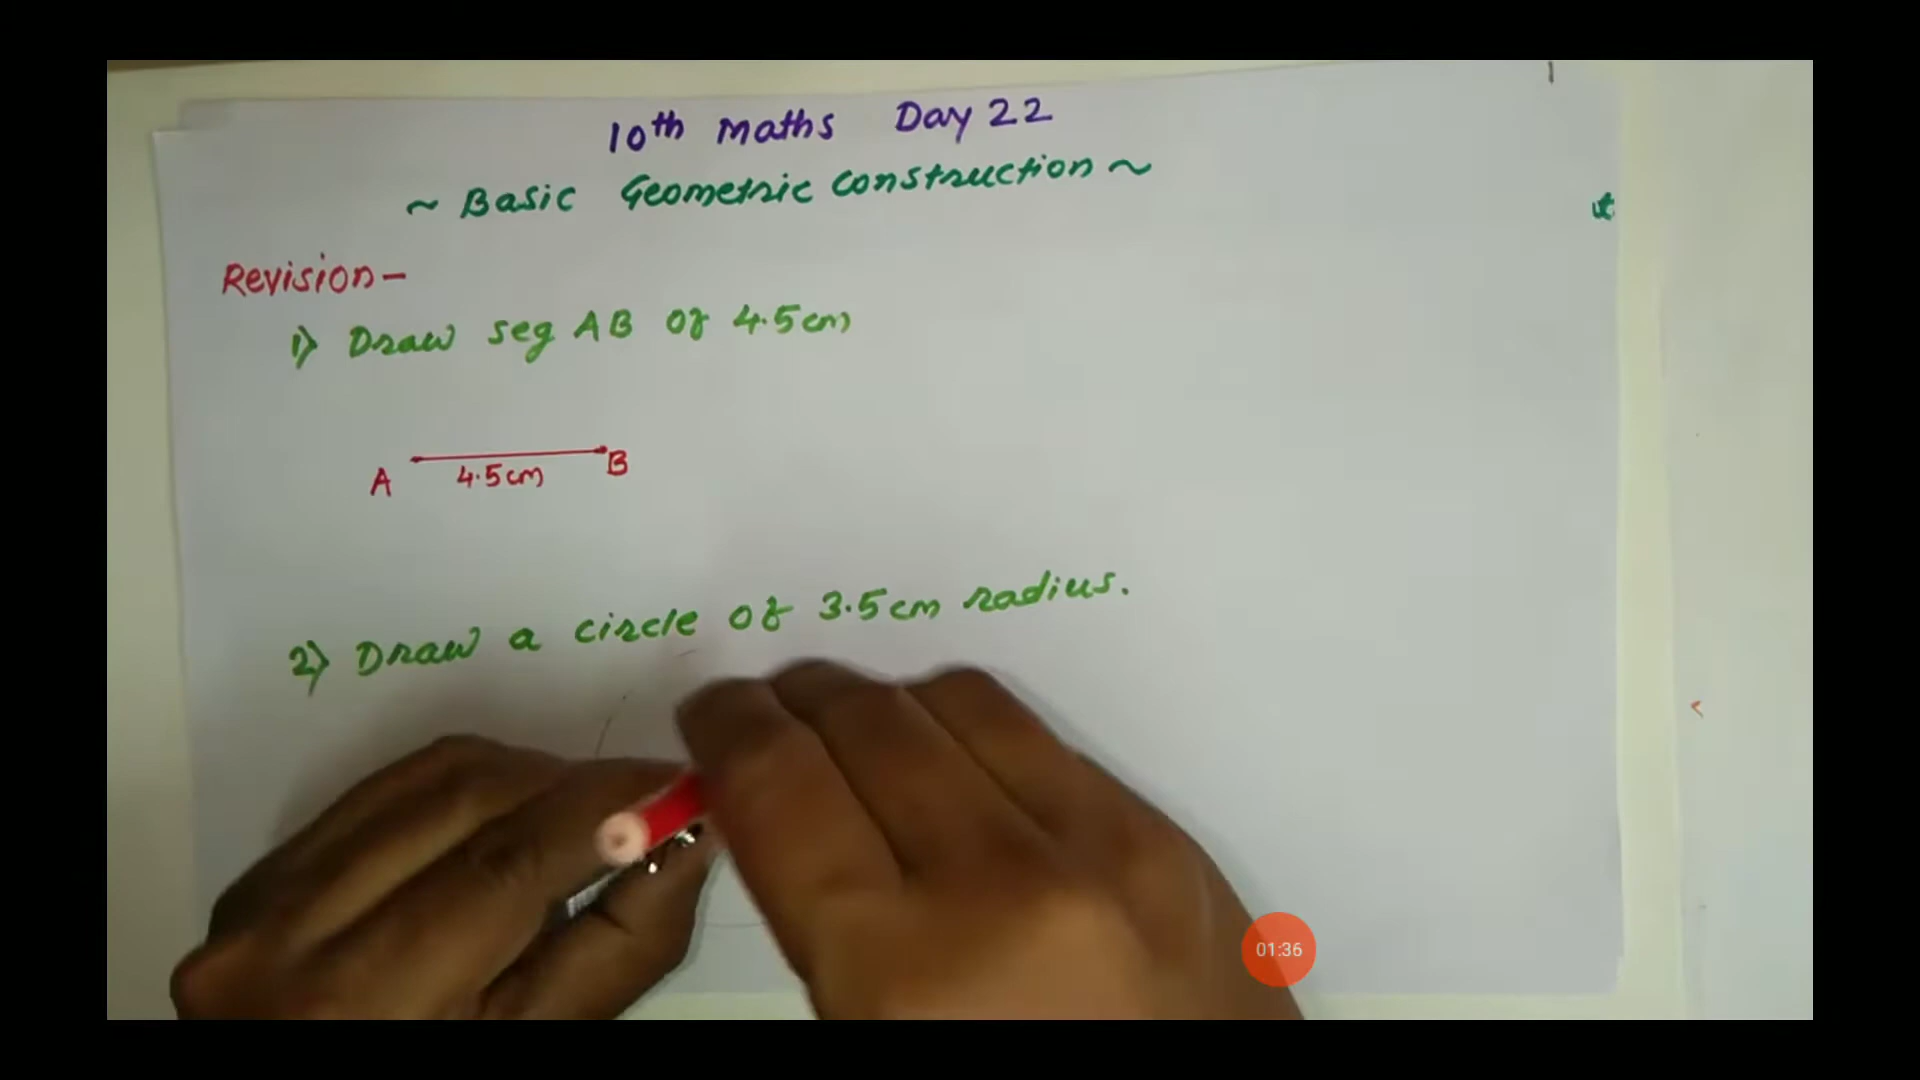 10th maths Day 22
~ Basic Geometric construction ~
Revision -
1) Draw seg AB of 4.5cm
A 4.5cm B
2) Draw a circle of 3.5cm radius.
01:36